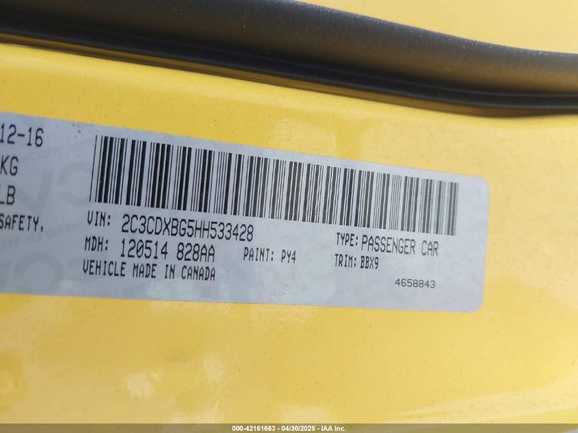 12-16
KG
LB
SAFETY,
VIN: 2C3CDXBG5HH533428
TYPE: PASSENGER CAR
MDH: 120514 828AA
PAINT: PY4
TRIM: BBX9
VEHICLE MADE IN CANADA
4658843
000-42161663 - 04/30/2025 - IAA Inc.